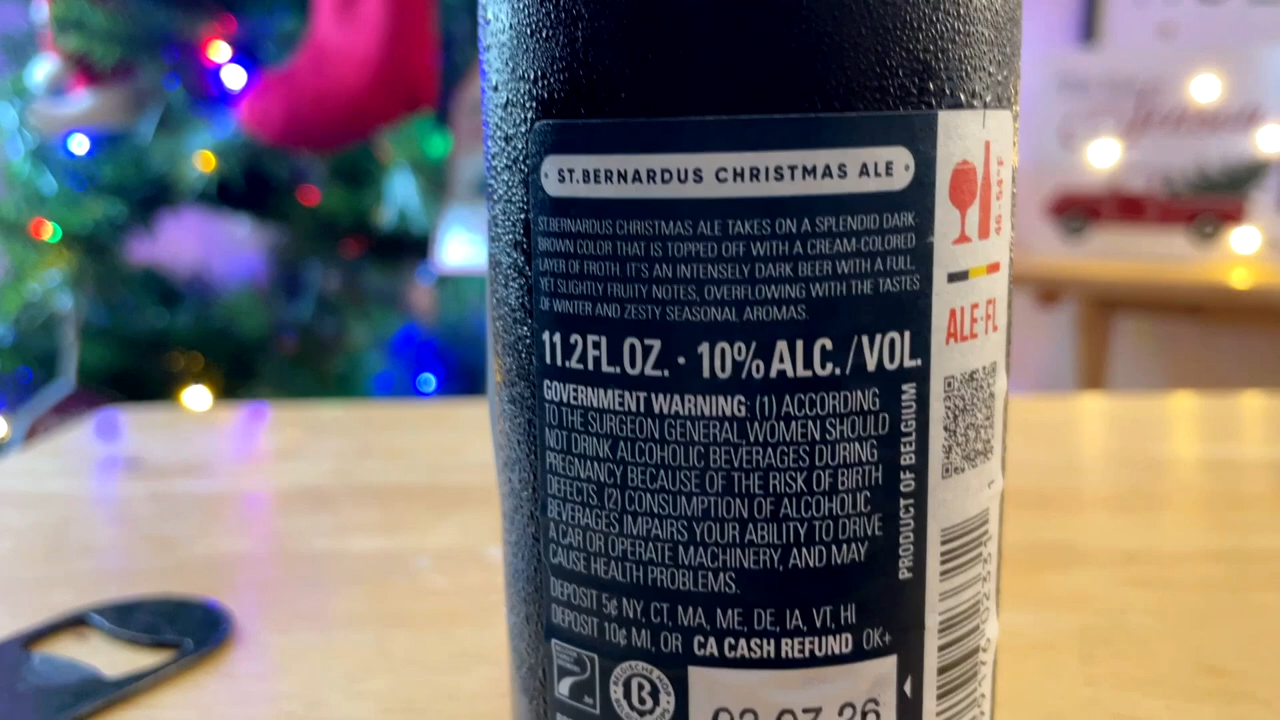 · ST.BERNARDUS CHRISTMAS ALE ·
ST.BERNARDUS CHRISTMAS ALE TAKES ON A SPLENDID DARK-
BROWN COLOR THAT IS TOPPED OFF WITH A CREAM-COLORED
LAYER OF FROTH. IT'S AN INTENSELY DARK BEER WITH A FULL,
YET SLIGHTLY FRUITY NOTES, OVERFLOWING WITH THE TASTES
OF WINTER AND ZESTY SEASONAL AROMAS.
11.2FL.OZ. · 10% ALC./VOL.
GOVERNMENT WARNING: (1) ACCORDING
TO THE SURGEON GENERAL, WOMEN SHOULD
NOT DRINK ALCOHOLIC BEVERAGES DURING
PREGNANCY BECAUSE OF THE RISK OF BIRTH
DEFECTS. (2) CONSUMPTION OF ALCOHOLIC
BEVERAGES IMPAIRS YOUR ABILITY TO DRIVE
A CAR OR OPERATE MACHINERY, AND MAY
CAUSE HEALTH PROBLEMS.
DEPOSIT 5¢ NY, CT, MA, ME, DE, IA, VT, HI
DEPOSIT 10¢ MI, OR CA CASH REFUND OK+
PRODUCT OF BELGIUM
46-54°F
ALE·FL
BELGISCHE HOP
B